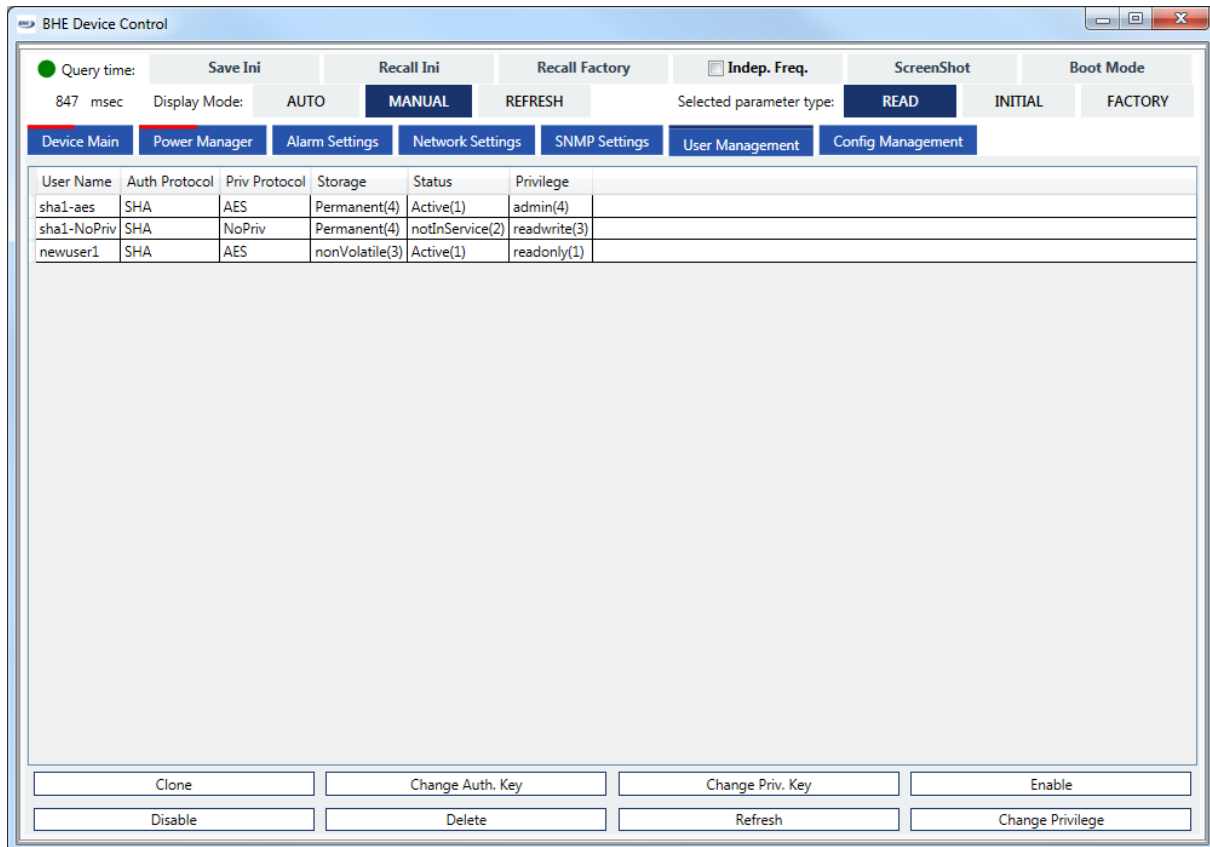 BHE BHE Device Control
Query time: Save Ini Recall Ini Recall Factory Indep. Freq. ScreenShot Boot Mode
847 msec Display Mode: AUTO MANUAL REFRESH Selected parameter type: READ INITIAL FACTORY
Device Main Power Manager Alarm Settings Network Settings SNMP Settings User Management Config Management
User Name Auth Protocol Priv Protocol Storage Status Privilege
sha1-aes SHA AES Permanent(4) Active(1) admin(4)
sha1-NoPriv SHA NoPriv Permanent(4) notInService(2) readwrite(3)
newuser1 SHA AES nonVolatile(3) Active(1) readonly(1)
Clone Change Auth. Key Change Priv. Key Enable
Disable Delete Refresh Change Privilege